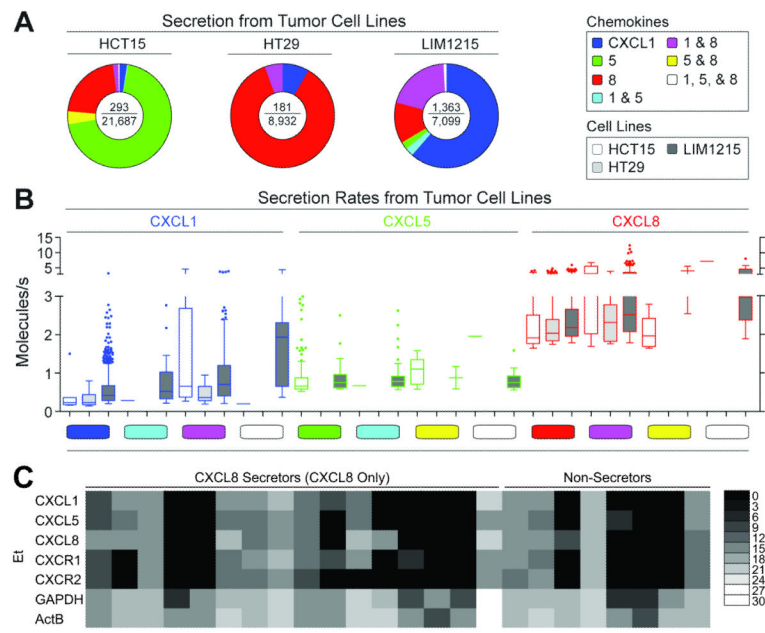 A
Secretion from Tumor Cell Lines
HCT15 HT29 LIM1215
293
21,687
181
8,932
1,363
7,099
Chemokines
CXCL1 1 & 8
5 5 & 8
8 1, 5, & 8
1 & 5
Cell Lines
HCT15 LIM1215
HT29
B
Secretion Rates from Tumor Cell Lines
CXCL1 CXCL5 CXCL8
Molecules/s
15
10
5
3
2
1
0
C
CXCL8 Secretors (CXCL8 Only) Non-Secretors
Et
CXCL1
CXCL5
CXCL8
CXCR1
CXCR2
GAPDH
ActB
0
3
6
9
12
15
18
21
24
27
30